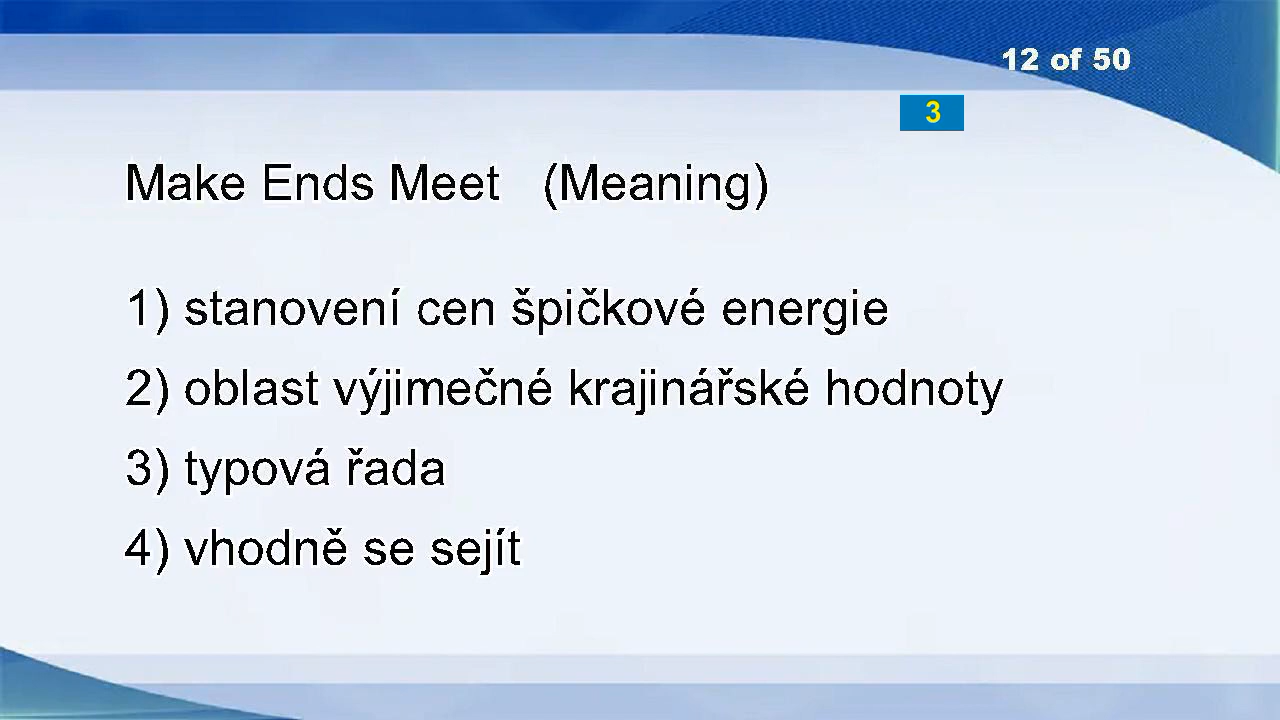 12 of 50
3
Make Ends Meet (Meaning)
1) stanovení cen špičkové energie
2) oblast výjimečné krajinářské hodnoty
3) typová řada
4) vhodně se sejít